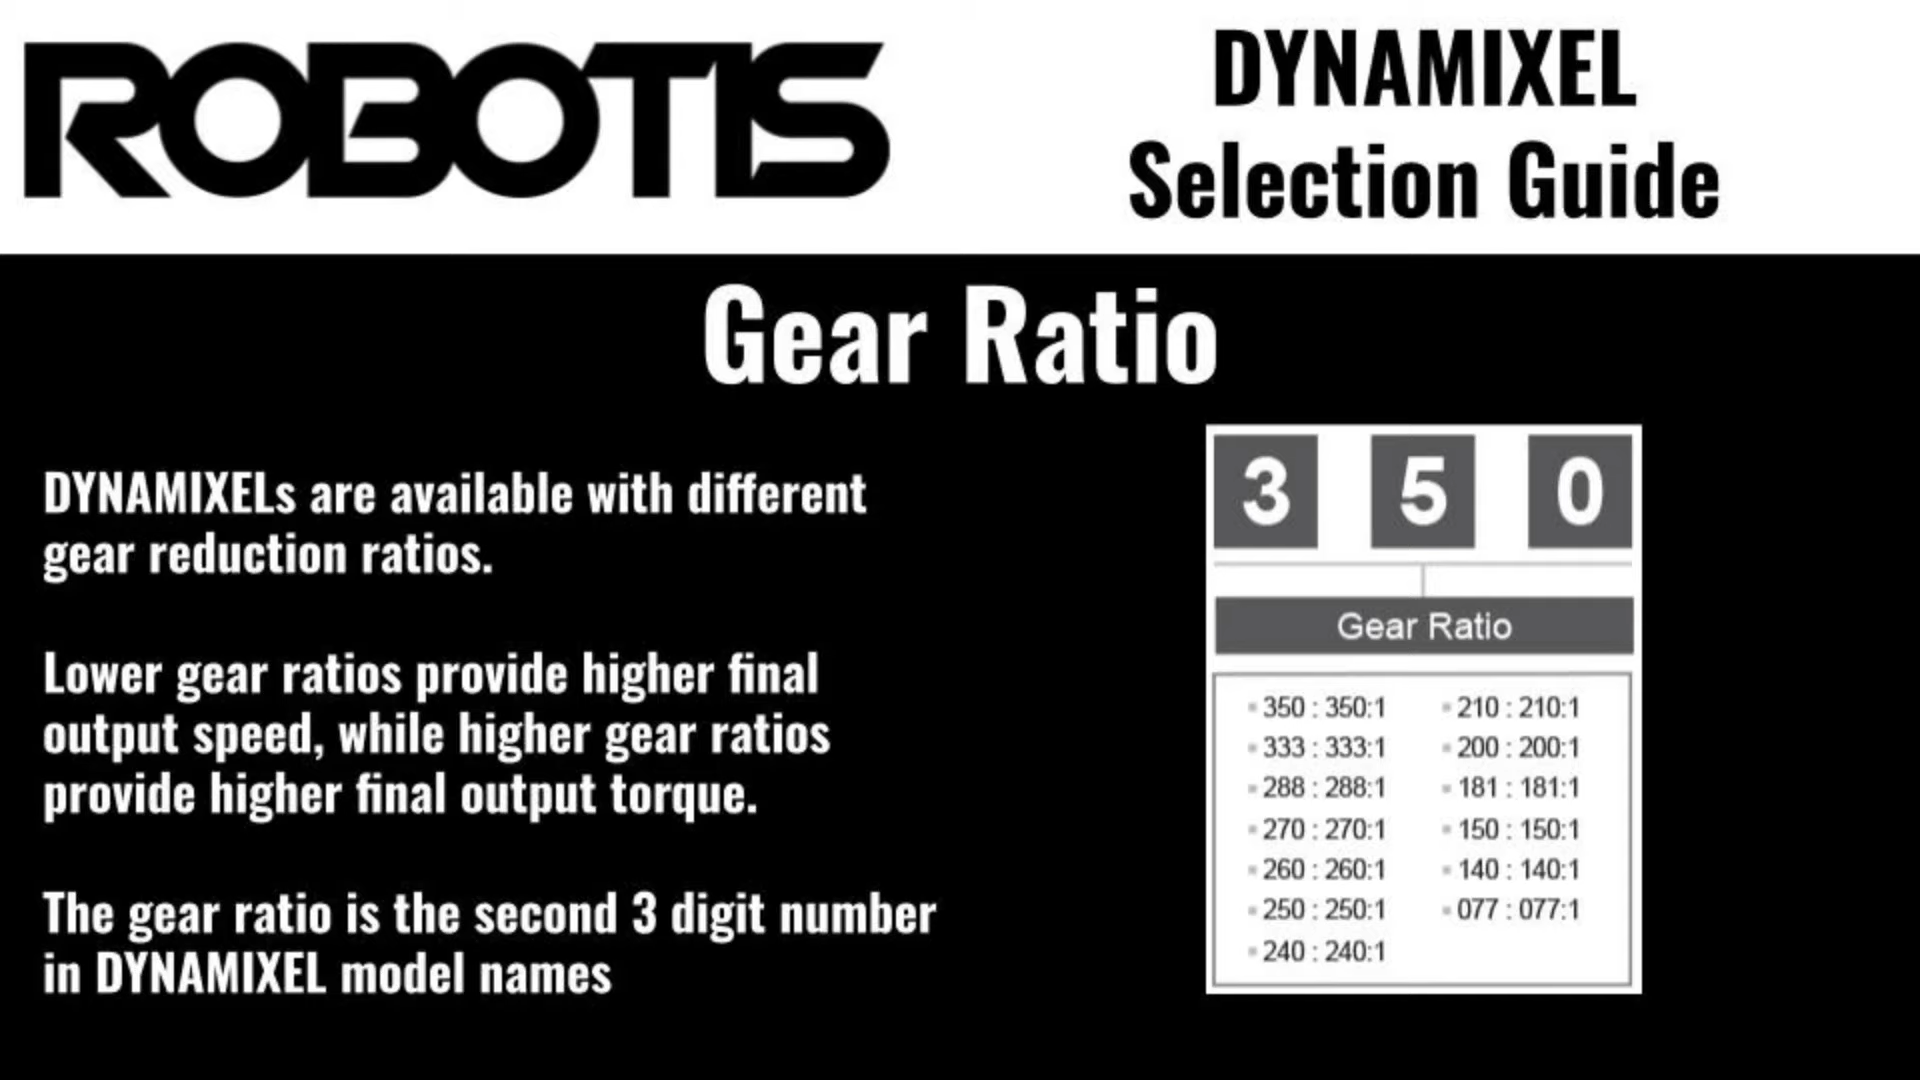 ROBOTIS
DYNAMIXEL
Selection Guide
Gear Ratio
DYNAMIXELs are available with different
gear reduction ratios.
Lower gear ratios provide higher final
output speed, while higher gear ratios
provide higher final output torque.
The gear ratio is the second 3 digit number
in DYNAMIXEL model names
3 5 0
Gear Ratio
350 : 350:1
333 : 333:1
288 : 288:1
270 : 270:1
260 : 260:1
250 : 250:1
240 : 240:1
210 : 210:1
200 : 200:1
181 : 181:1
150 : 150:1
140 : 140:1
077 : 077:1